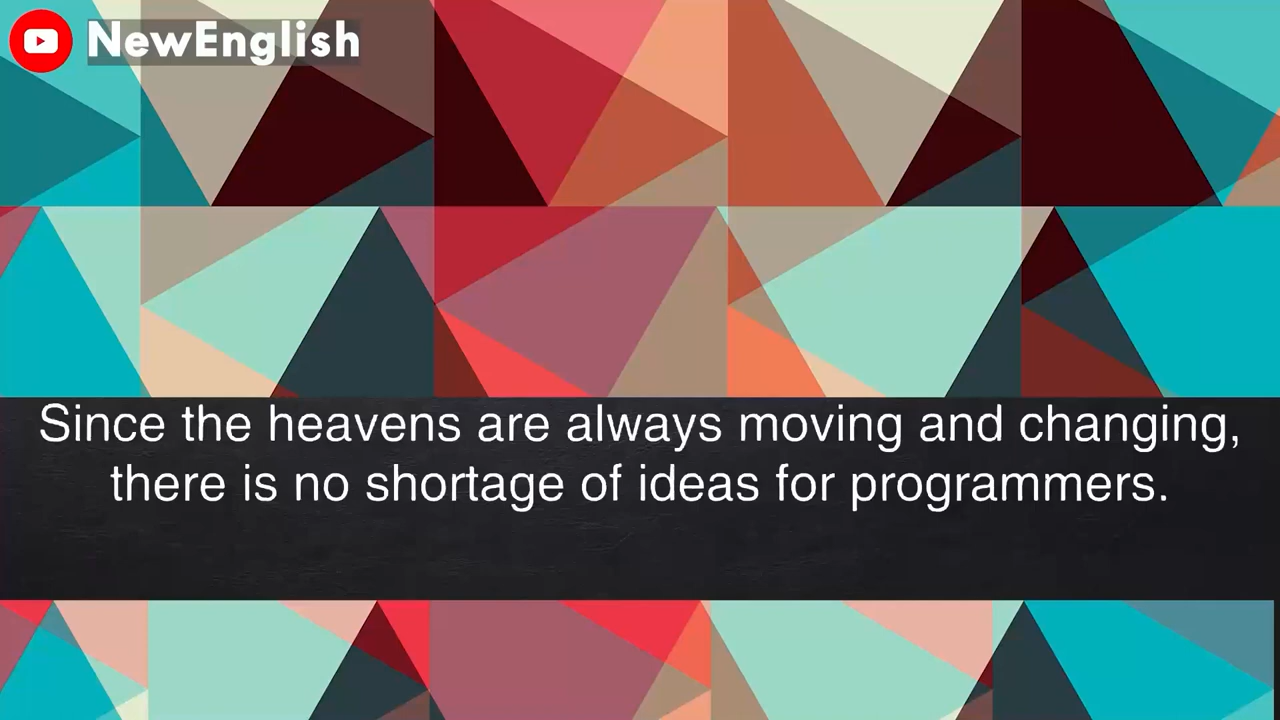 NewEnglish
Since the heavens are always moving and changing,
there is no shortage of ideas for programmers.